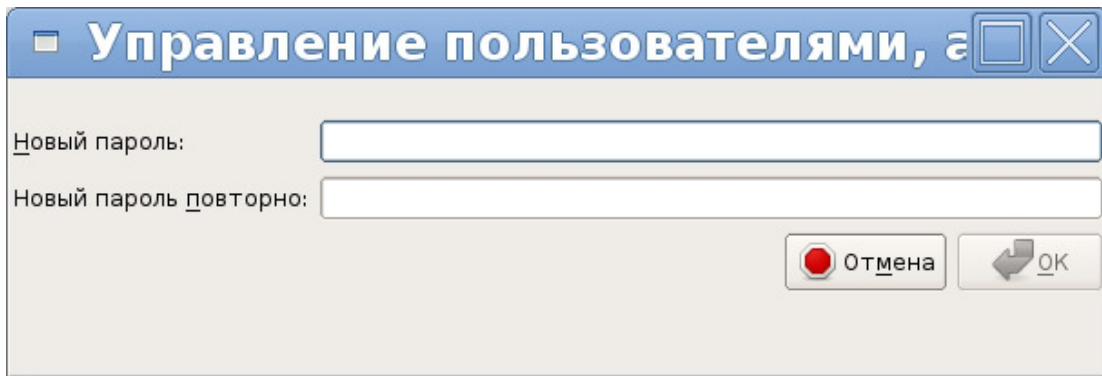 Управление пользователями, а
Новый пароль:
Новый пароль повторно:
Отмена OK